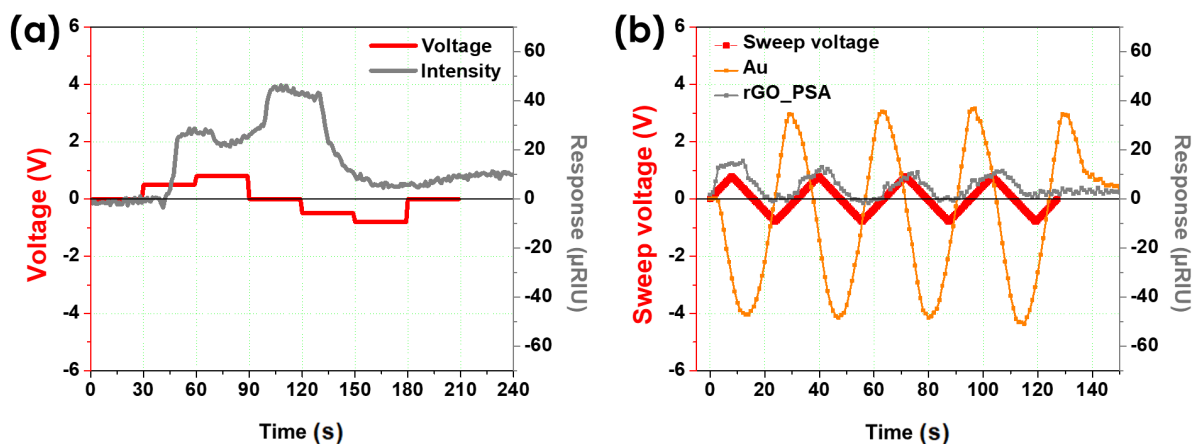 (a)
Voltage
Intensity
Voltage (V)
6
4
2
0
-2
-4
-6
60
40
20
0
-20
-40
-60
Response (µRIU)
0 30 60 90 120 150 180 210 240
Time (s)
(b)
Sweep voltage
Au
rGO_PSA
Sweep voltage (V)
6
4
2
0
-2
-4
-6
60
40
20
0
-20
-40
-60
Response (µRIU)
0 20 40 60 80 100 120 140
Time (s)